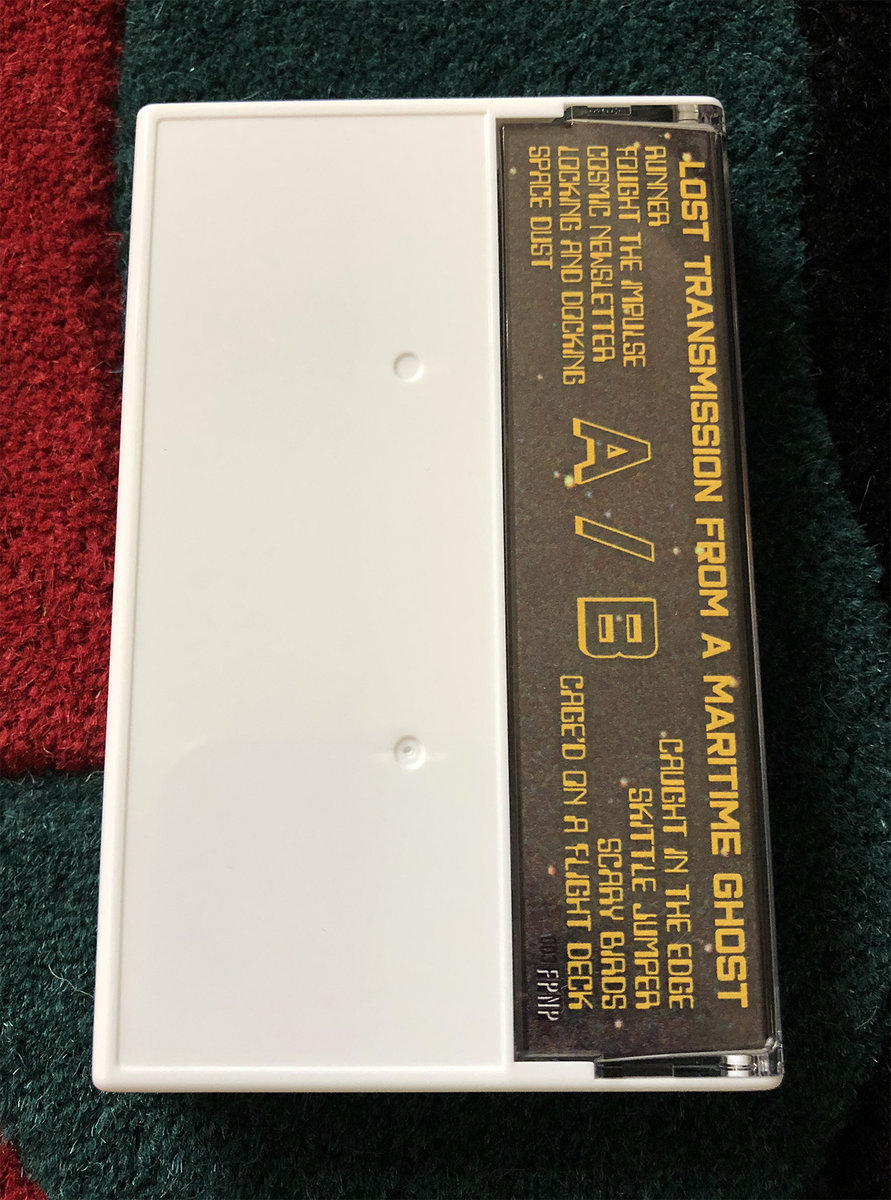 LOST TRANSMISSION FROM A MARITIME GHOST
RUNNER
FOUGHT THE IMPULSE
COSMIC NEWSLETTER
LOCKING AND DOCKING
SPACE DUST
A / B
CAUGHT IN THE EDGE
SKITTLE JUMPER
SCARY BIRDS
CAGE'D ON A FLIGHT DECK
003 FPNP